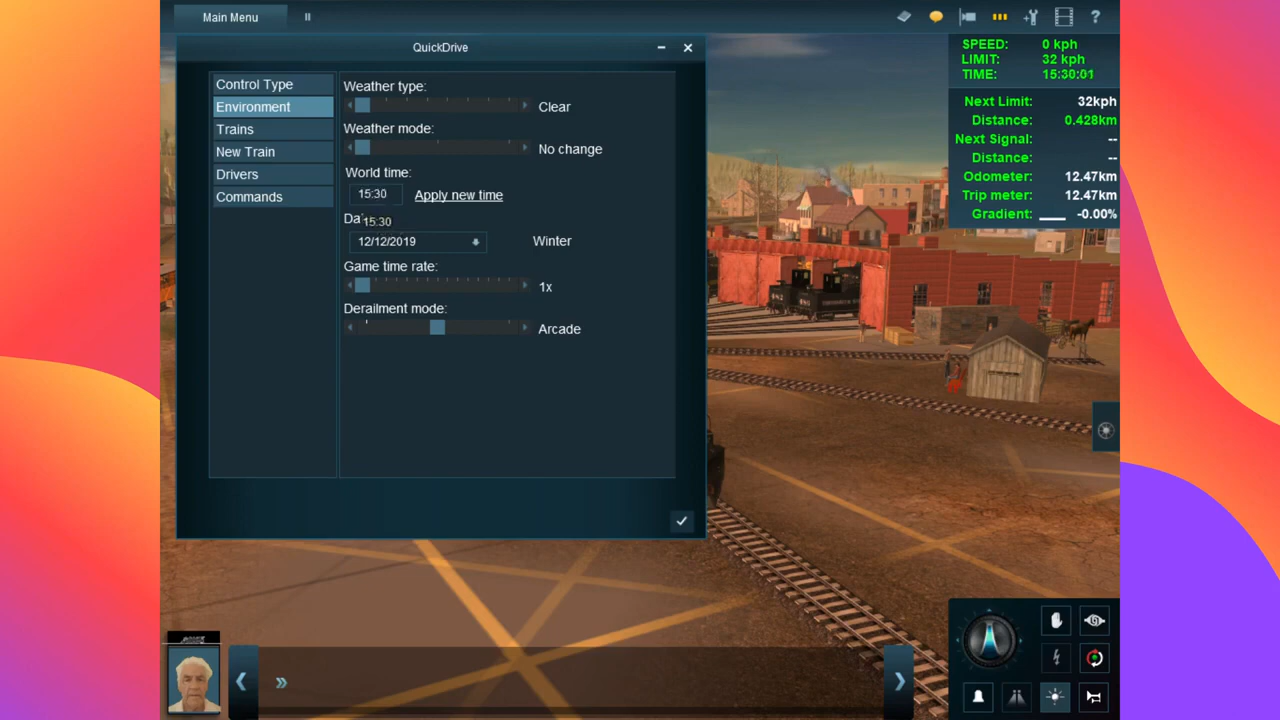 Main Menu
QuickDrive
Control Type
Environment
Trains
New Train
Drivers
Commands
Weather type:
Clear
Weather mode:
No change
World time:
15:30
Apply new time
15:30
12/12/2019
Winter
Game time rate:
1x
Derailment mode:
Arcade
SPEED: 0 kph
LIMIT: 32 kph
TIME: 15:30:01
Next Limit: 32kph
Distance: 0.428km
Next Signal: --
Distance: --
Odometer: 12.47km
Trip meter: 12.47km
Gradient: -0.00%